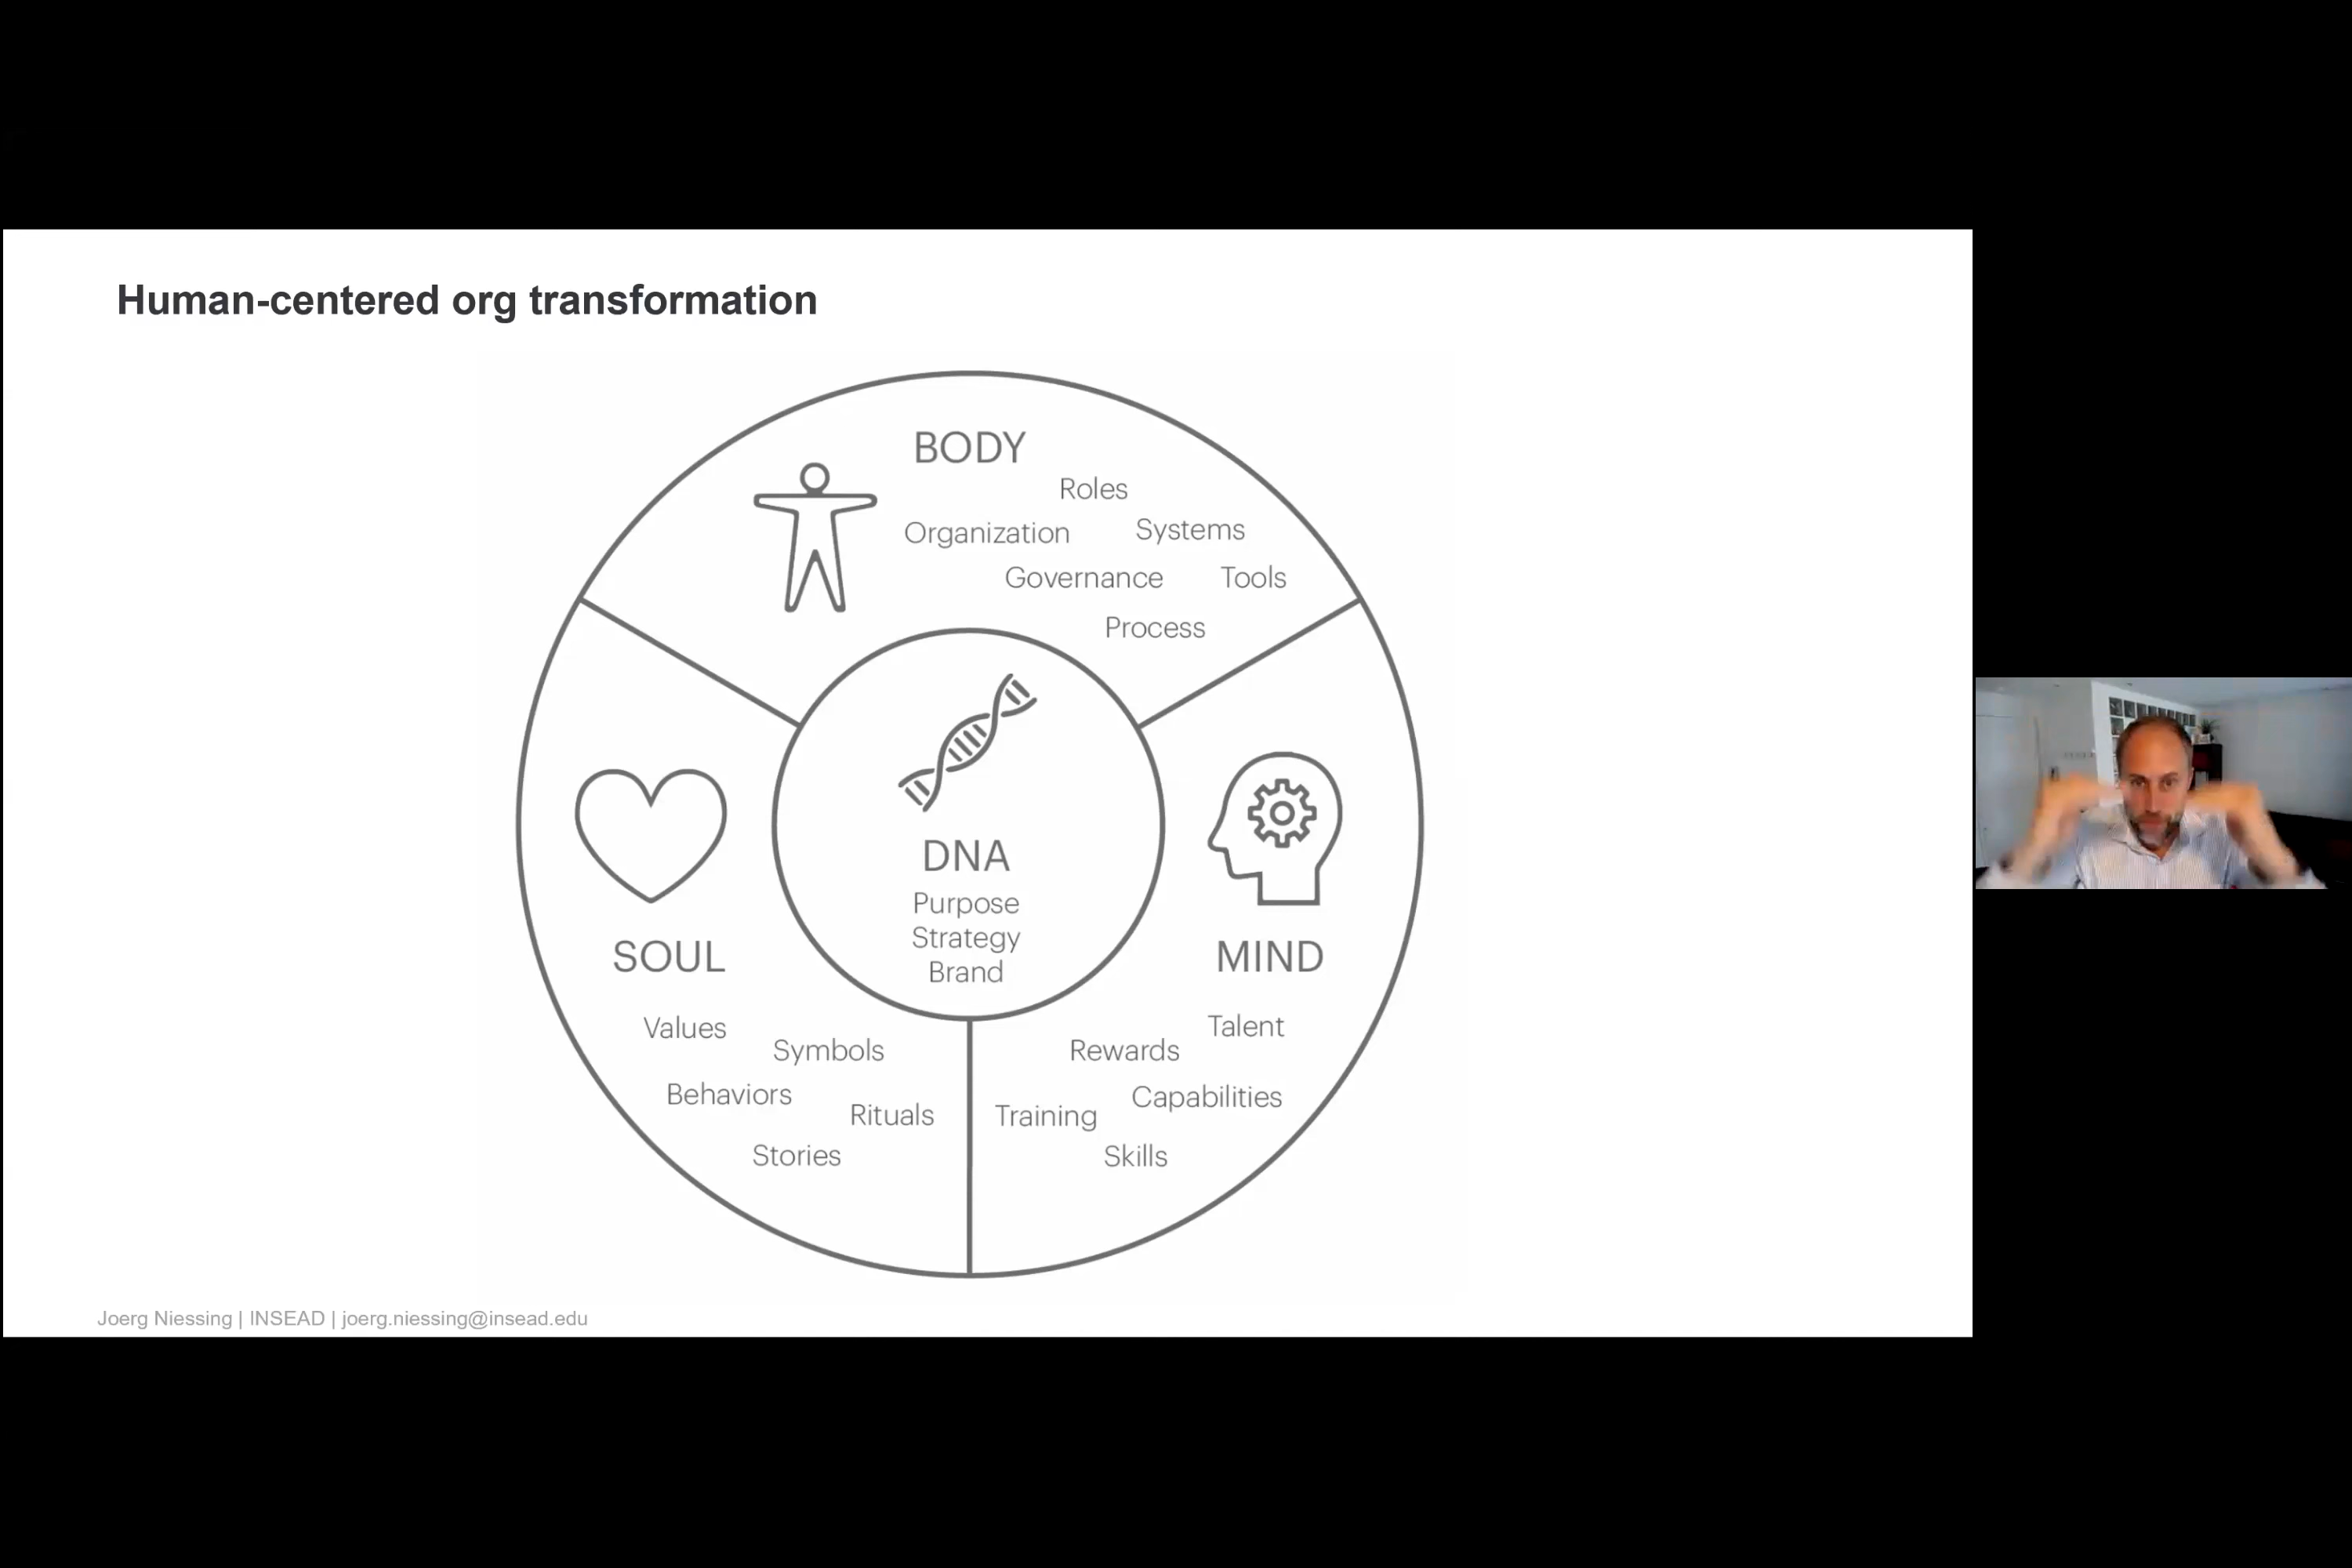 Human-centered org transformation
BODY
Roles
Organization
Systems
Governance
Tools
Process
DNA
Purpose
Strategy
Brand
SOUL
Values
Symbols
Behaviors
Rituals
Stories
MIND
Talent
Rewards
Capabilities
Training
Skills
Joerg Niessing | INSEAD | joerg.niessing@insead.edu